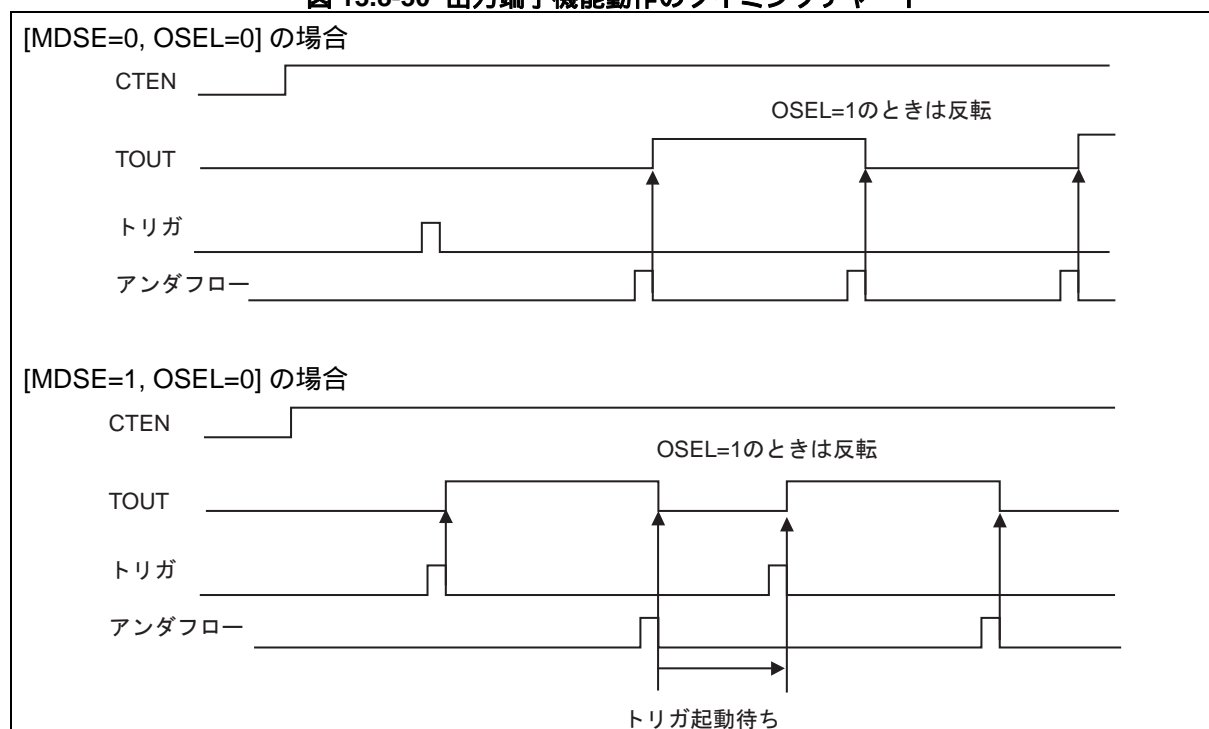 [MDSE=0, OSEL=0] の場合
CTEN
OSEL=1のときは反転
TOUT
トリガ
アンダフロー
[MDSE=1, OSEL=0] の場合
CTEN
OSEL=1のときは反転
TOUT
トリガ
アンダフロー
トリガ起動待ち